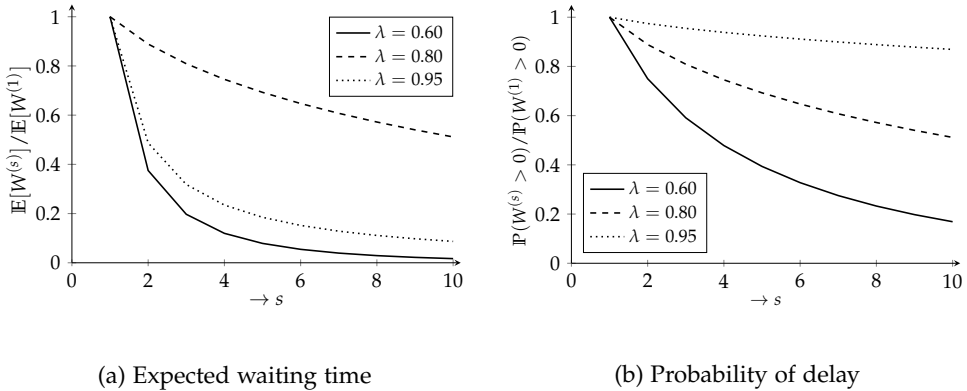 𝔼[W^(s)]/𝔼[W^(1)]
1
0.8
0.6
0.4
0.2
0
0 2 4 6 8 10
→ s
λ = 0.60
λ = 0.80
λ = 0.95
(a) Expected waiting time
ℙ(W^(s) > 0)/ℙ(W^(1) > 0)
1
0.8
0.6
0.4
0.2
0
0 2 4 6 8 10
→ s
λ = 0.60
λ = 0.80
λ = 0.95
(b) Probability of delay